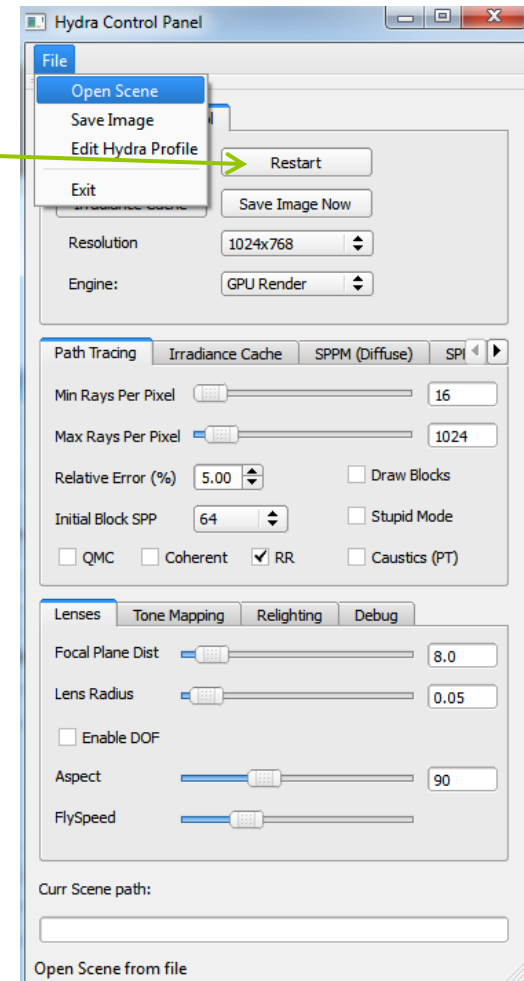 Hydra Control Panel
File
Open Scene
Save Image
Edit Hydra Profile
Exit
Restart
Irradiance Cache Save Image Now
Resolution 1024x768
Engine: GPU Render
Path Tracing Irradiance Cache SPPM (Diffuse)
Min Rays Per Pixel 16
Max Rays Per Pixel 1024
Relative Error (%) 5.00 Draw Blocks
Initial Block SPP 64 Stupid Mode
QMC Coherent RR Caustics (PT)
Lenses Tone Mapping Relighting Debug
Focal Plane Dist 8.0
Lens Radius 0.05
Enable DOF
Aspect 90
FlySpeed
Curr Scene path:
Open Scene from file